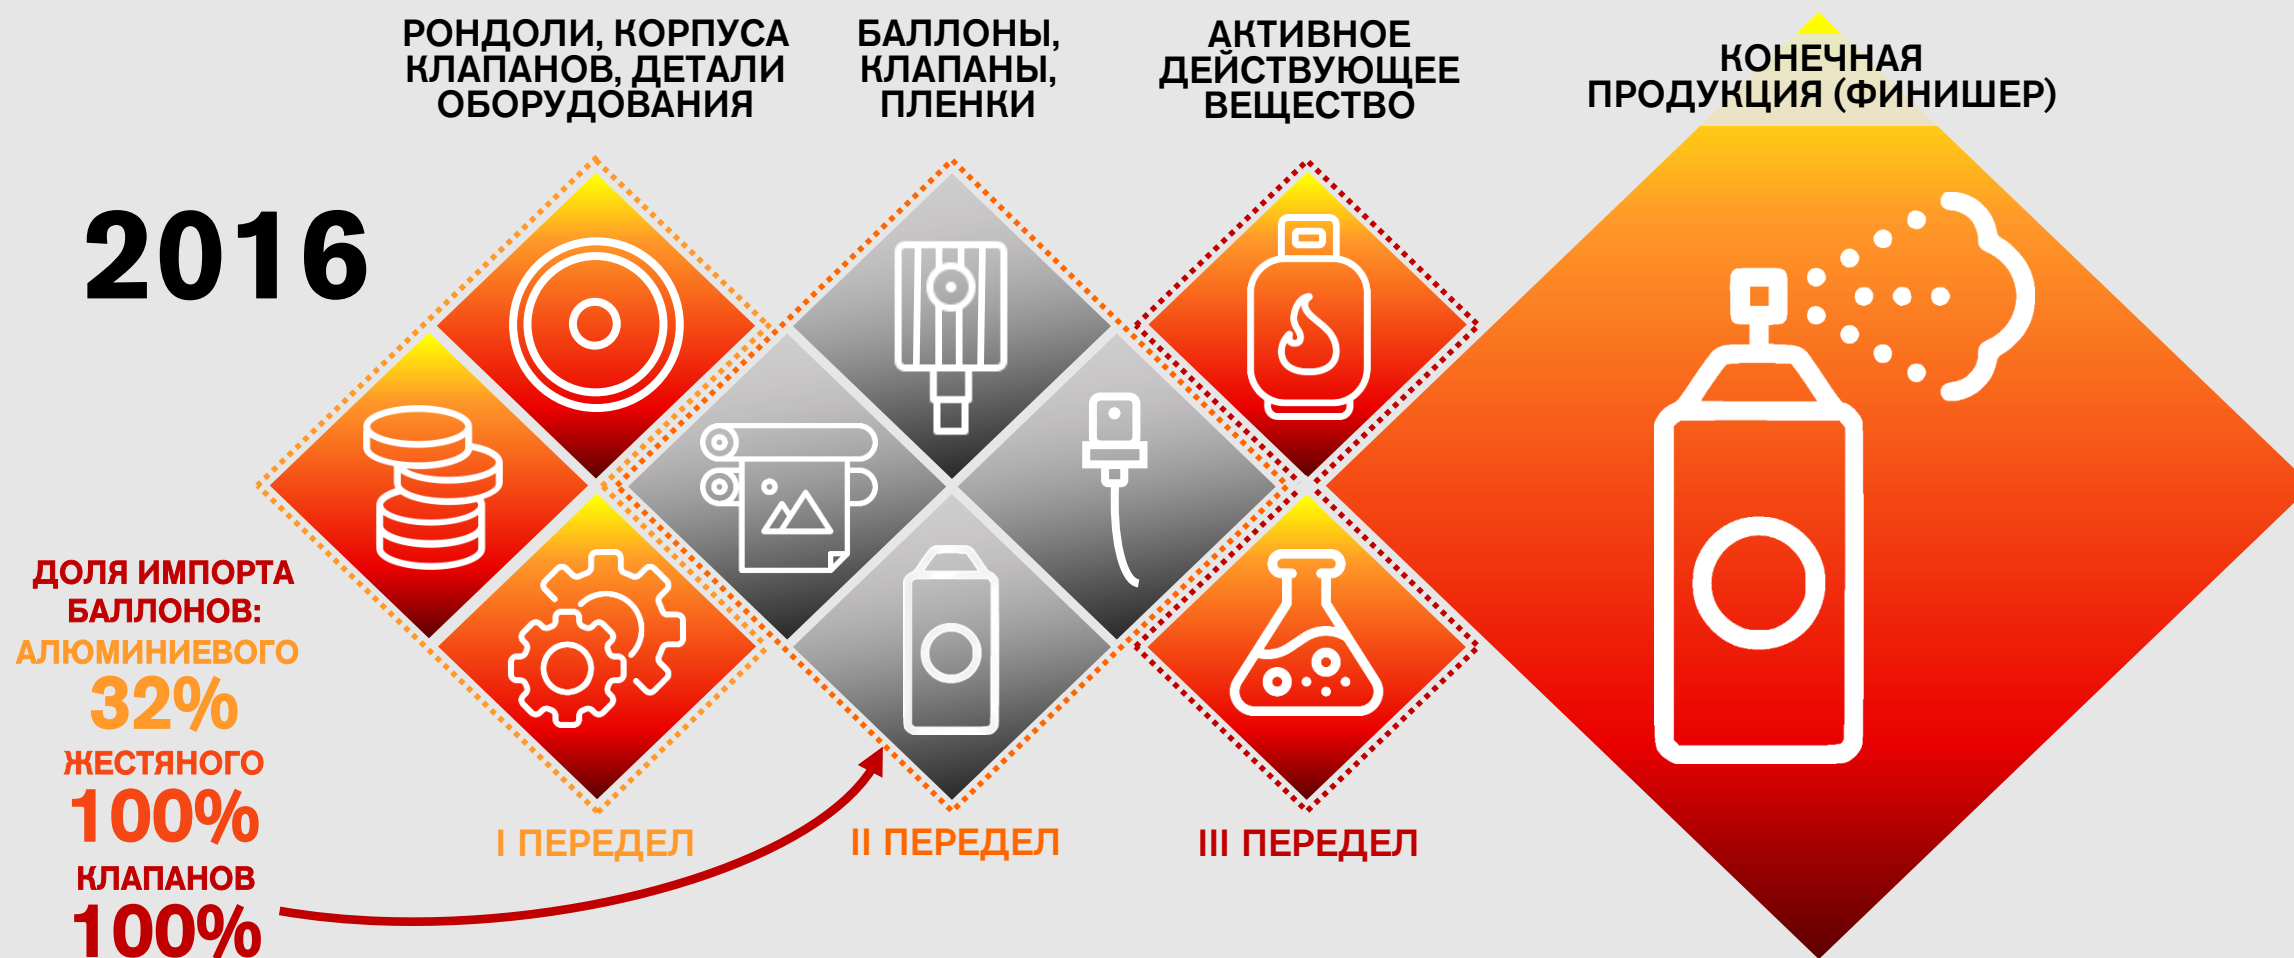 РОНДОЛИ, КОРПУСА
КЛАПАНОВ, ДЕТАЛИ
ОБОРУДОВАНИЯ
БАЛЛОНЫ,
КЛАПАНЫ,
ПЛЕНКИ
АКТИВНОЕ
ДЕЙСТВУЮЩЕЕ
ВЕЩЕСТВО
КОНЕЧНАЯ
ПРОДУКЦИЯ (ФИНИШЕР)
2016
ДОЛЯ ИМПОРТА
БАЛЛОНОВ:
АЛЮМИНИЕВОГО
32%
ЖЕСТЯНОГО
100%
КЛАПАНОВ
100%
I ПЕРЕДЕЛ
II ПЕРЕДЕЛ
III ПЕРЕДЕЛ